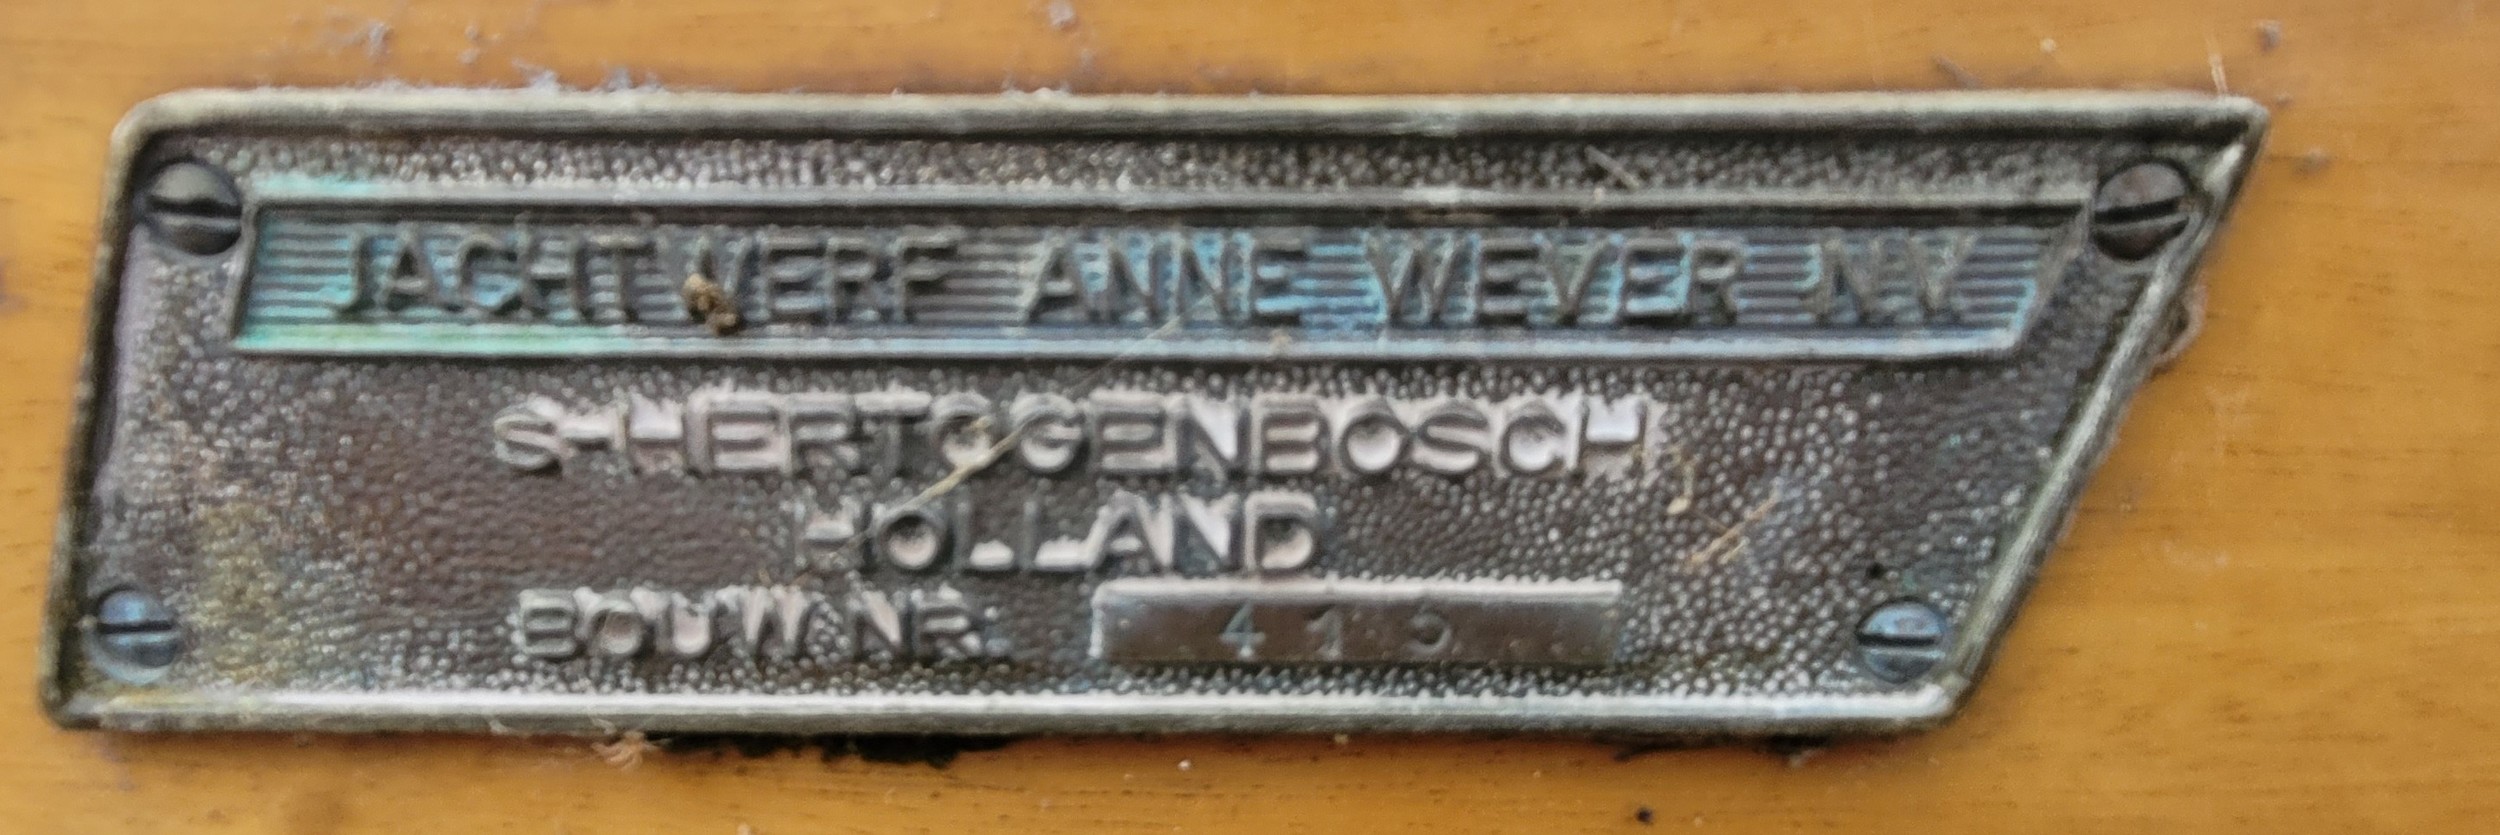 JACHTWERF ANNE WEVER N.V.
S-HERTOGENBOSCH
HOLLAND
BOUW.NR.